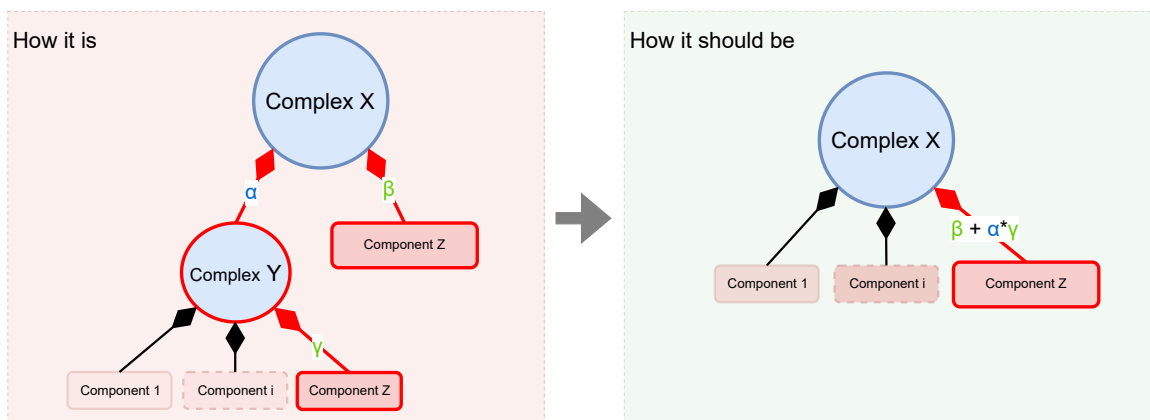 How it is
Complex X
α
β
Component Z
Complex Y
γ
Component 1
Component i
Component Z
How it should be
Complex X
β + α*γ
Component 1
Component i
Component Z